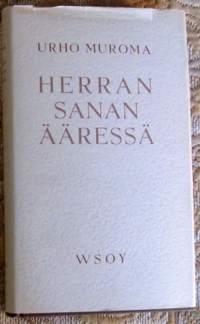 URHO MUROMA
HERRAN
SANAN
ÄÄRESSÄ
WSOY